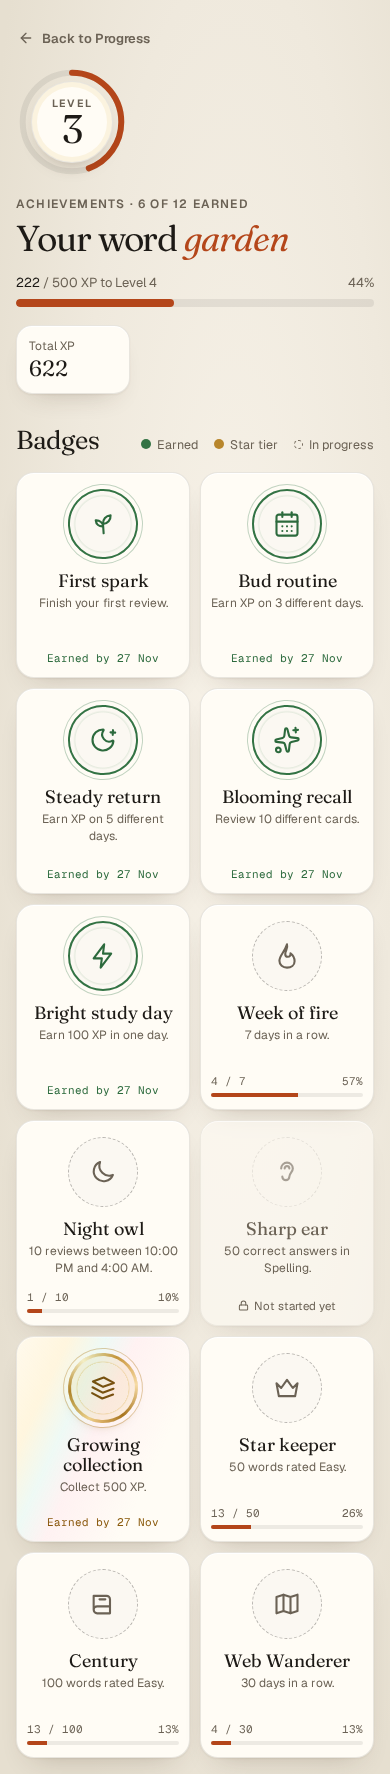 Back to Progress
LEVEL
3
ACHIEVEMENTS · 6 OF 12 EARNED
Your word garden
222 / 500 XP to Level 4 44%
Total XP
622
Badges
Earned Star tier In progress
First spark
Finish your first review.
Earned by 27 Nov
Bud routine
Earn XP on 3 different days.
Earned by 27 Nov
Steady return
Earn XP on 5 different
days.
Earned by 27 Nov
Blooming recall
Review 10 different cards.
Earned by 27 Nov
Bright study day
Earn 100 XP in one day.
Earned by 27 Nov
Week of fire
7 days in a row.
4 / 7 57%
Night owl
10 reviews between 10:00
PM and 4:00 AM.
1 / 10 10%
Sharp ear
50 correct answers in
Spelling.
Not started yet
Growing
collection
Collect 500 XP.
Earned by 27 Nov
Star keeper
50 words rated Easy.
13 / 50 26%
Century
100 words rated Easy.
13 / 100 13%
Web Wanderer
30 days in a row.
4 / 30 13%